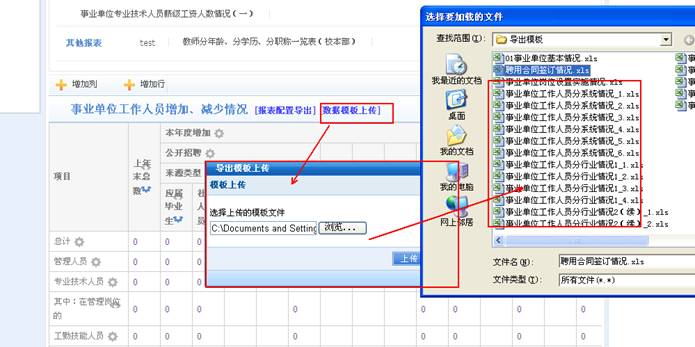 事业单位专业技术人员薪级工资人数情况（一）
其他报表 test 教师分年龄、分学历、分职称一览表（校本部）
增加列 增加行
事业单位工作人员增加、减少情况 [报表配置导出] [数据模板上传]
项目
上年末总数
本年度增加
公开招聘
来源类型
应届毕业生
总计 0 0 0 0 0 0 0 0 0 0 0
管理人员 0
专业技术人员 0
其中：在管理岗位的 0
工勤技能人员 0
导出模板上传
模板上传
选择上传的模板文件
C:\Documents and Setting 浏览...
上传
选择要加载的文件
查找范围(I): 导出模板
我最近的文档
桌面
我的文档
我的电脑
网上邻居
01事业单位基本情况.xls
聘用合同签订情况.xls
事业单位岗位设置实施情况.xls
事业单位工作人员分系统情况_1.xls
事业单位工作人员分系统情况_2.xls
事业单位工作人员分系统情况_3.xls
事业单位工作人员分系统情况_4.xls
事业单位工作人员分系统情况_5.xls
事业单位工作人员分系统情况_6.xls
事业单位工作人员分行业情况1_1.xls
事业单位工作人员分行业情况1_2.xls
事业单位工作人员分行业情况1_3.xls
事业单位工作人员分行业情况1_4.xls
事业单位工作人员分行业情况2(续)_1.xls
事业单位工作人员分行业情况2(续)_2.xls
文件名(N): 聘用合同签订情况.xls
文件类型(T): 所有文件(*.*)